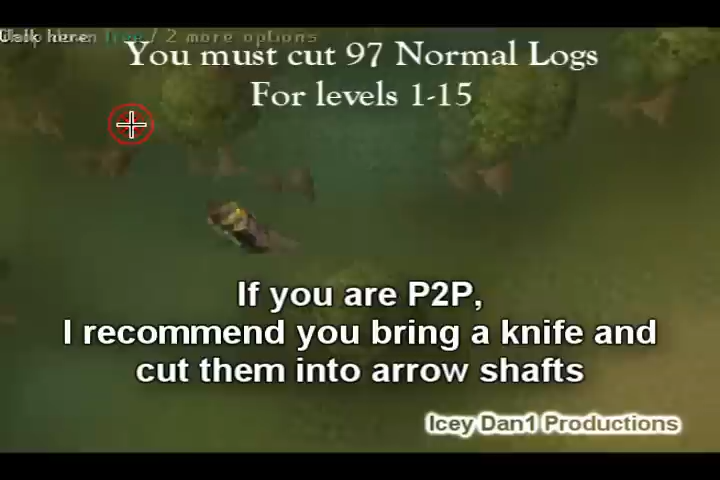 Walk here
/ 2 more options
You must cut 97 Normal Logs
For levels 1-15
If you are P2P,
I recommend you bring a knife and
cut them into arrow shafts
Icey Dan1 Productions